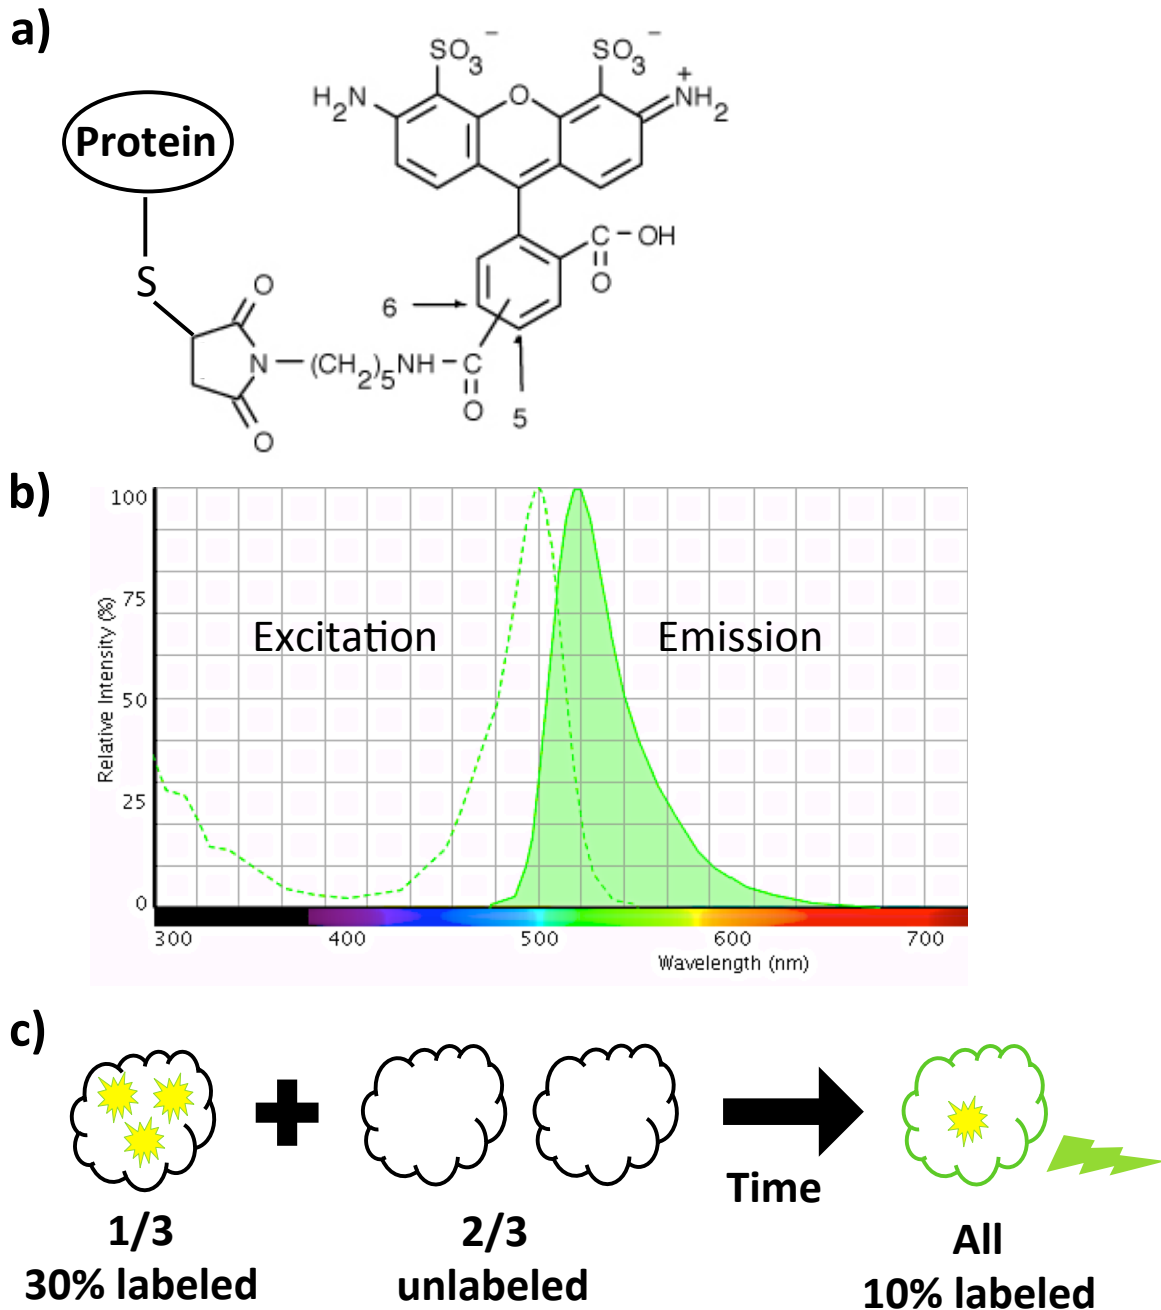 a)
SO3− SO3−
H2N O +NH2
Protein
C-OH
O
S
O
6
N-(CH2)5NH-C
O
5
O
b)
100
75
50
25
0
Relative Intensity (%)
Excitation Emission
300 400 500 600 700
Wavelength (nm)
c)
Time
1/3 2/3 All
30% labeled unlabeled 10% labeled